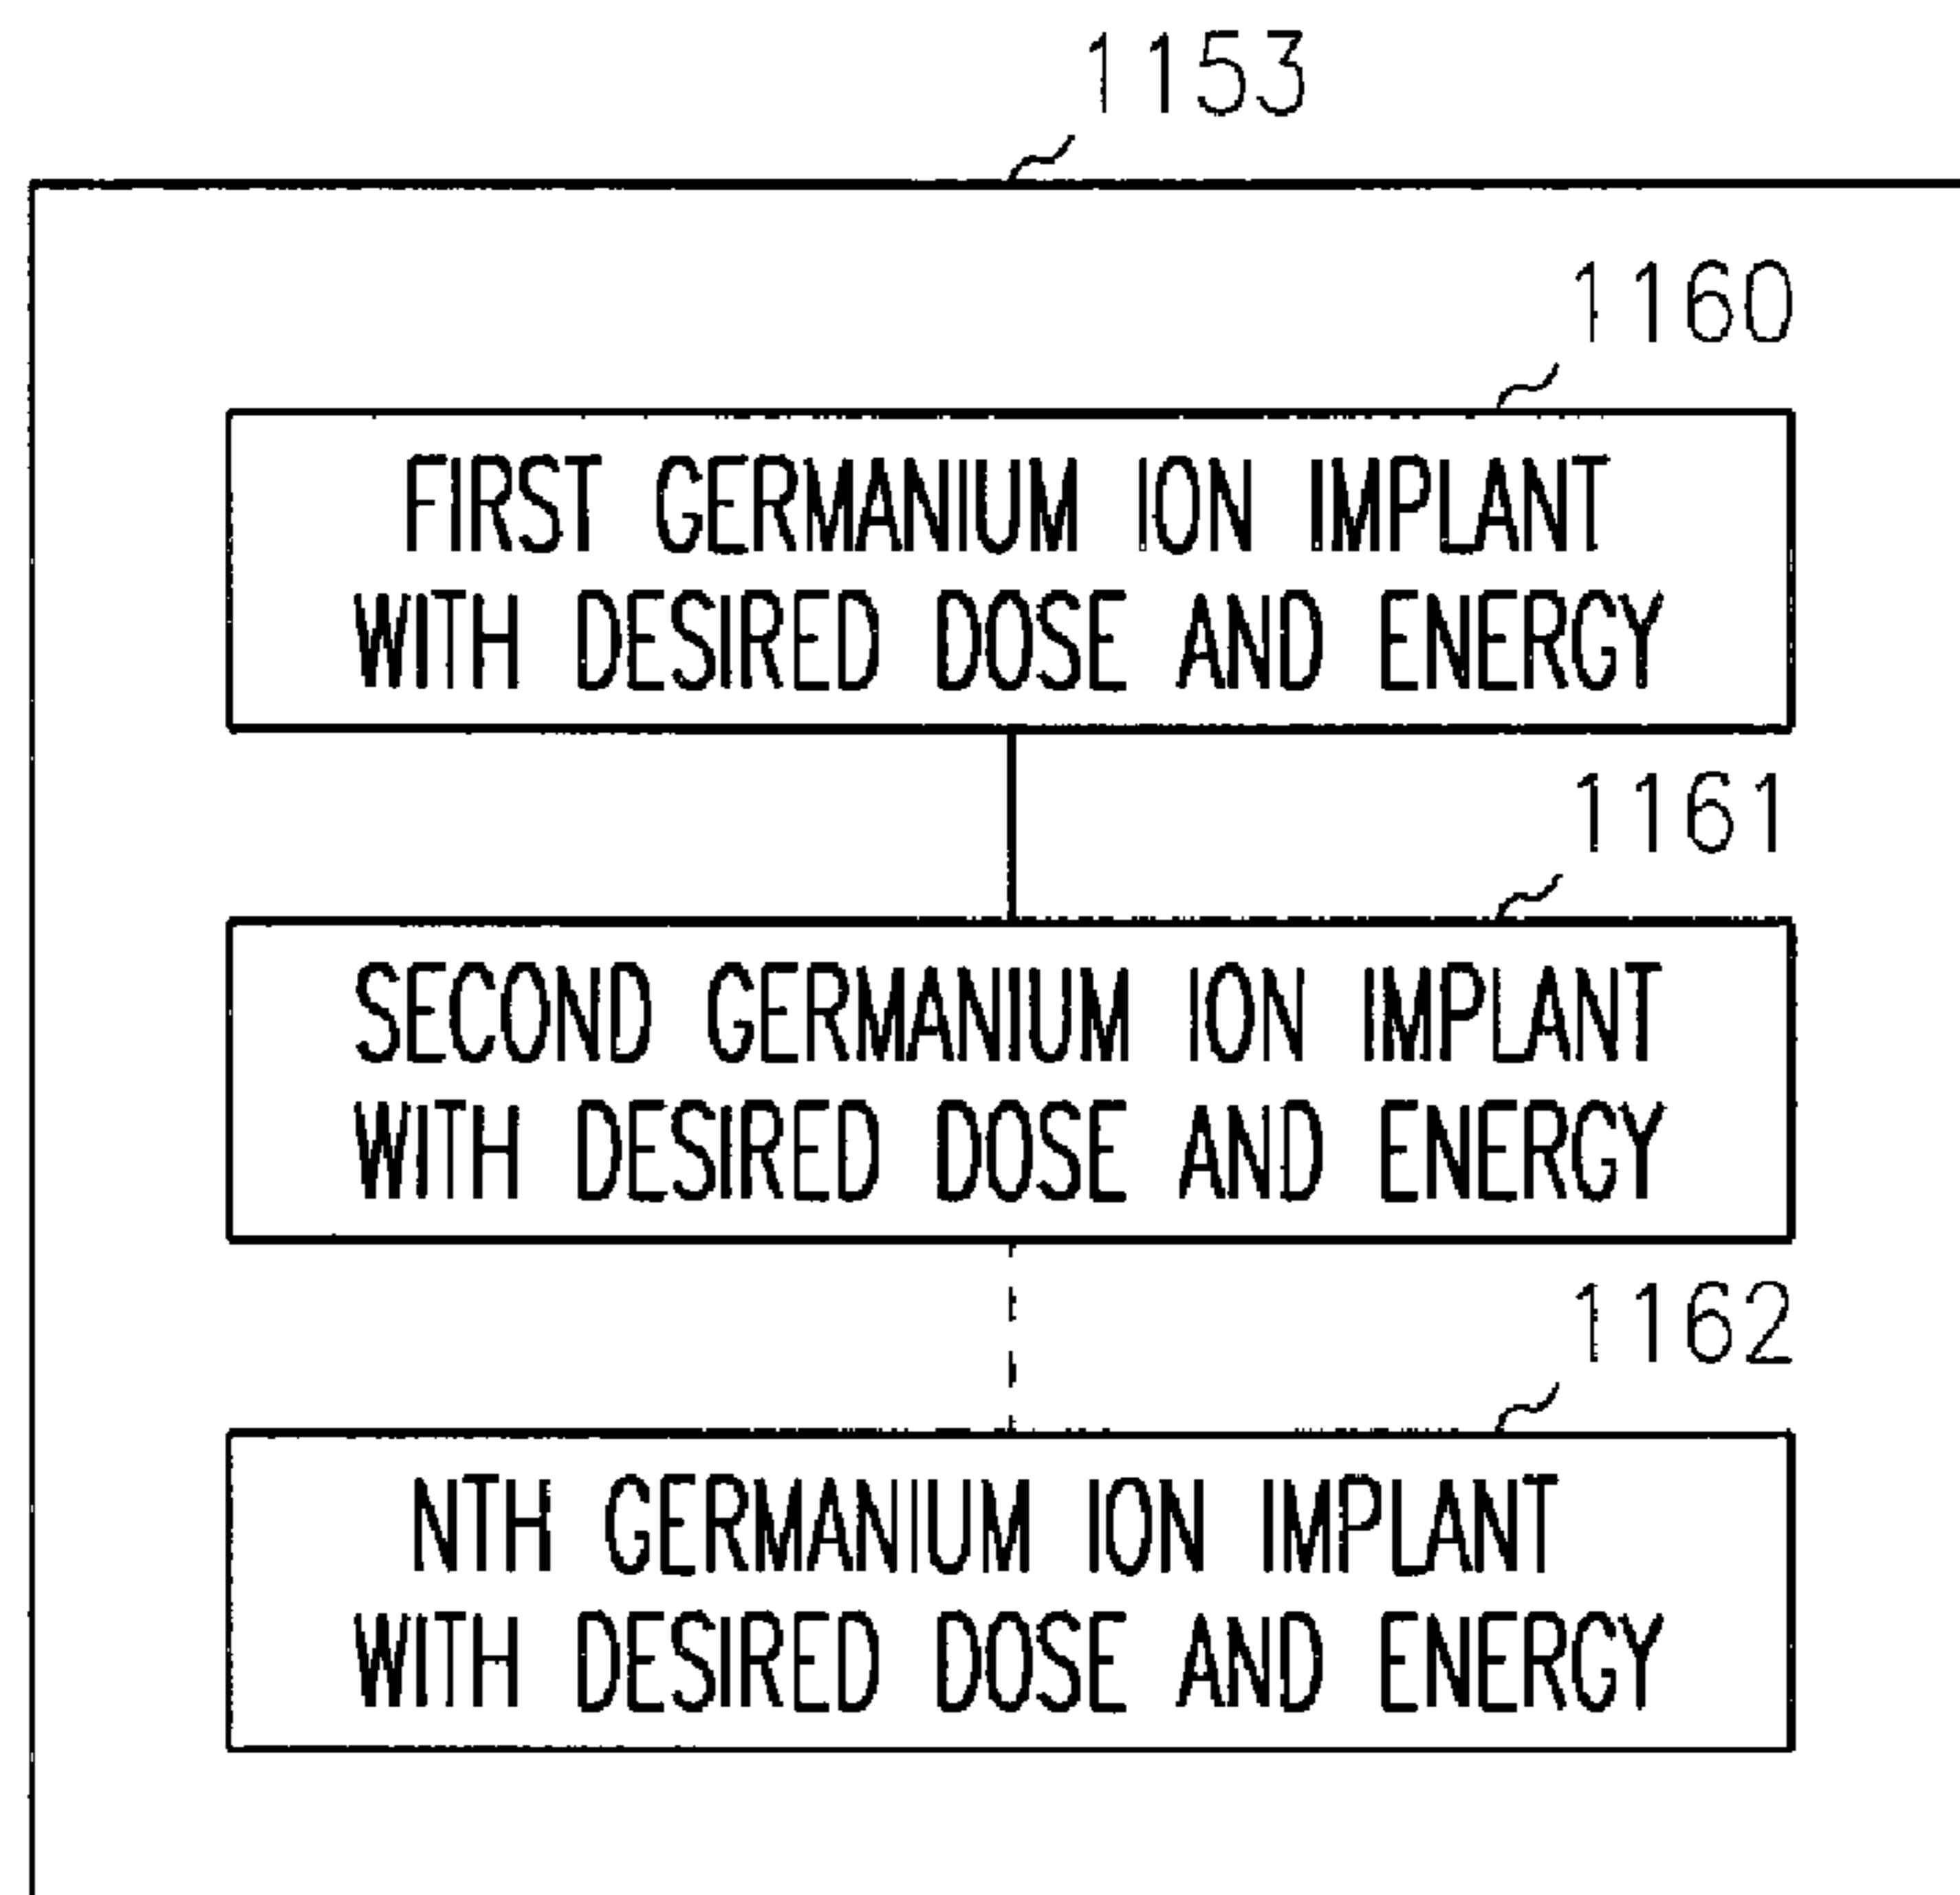 1153
1160
FIRST GERMANIUM ION IMPLANT
WITH DESIRED DOSE AND ENERGY
1161
SECOND GERMANIUM ION IMPLANT
WITH DESIRED DOSE AND ENERGY
1162
NTH GERMANIUM ION IMPLANT
WITH DESIRED DOSE AND ENERGY